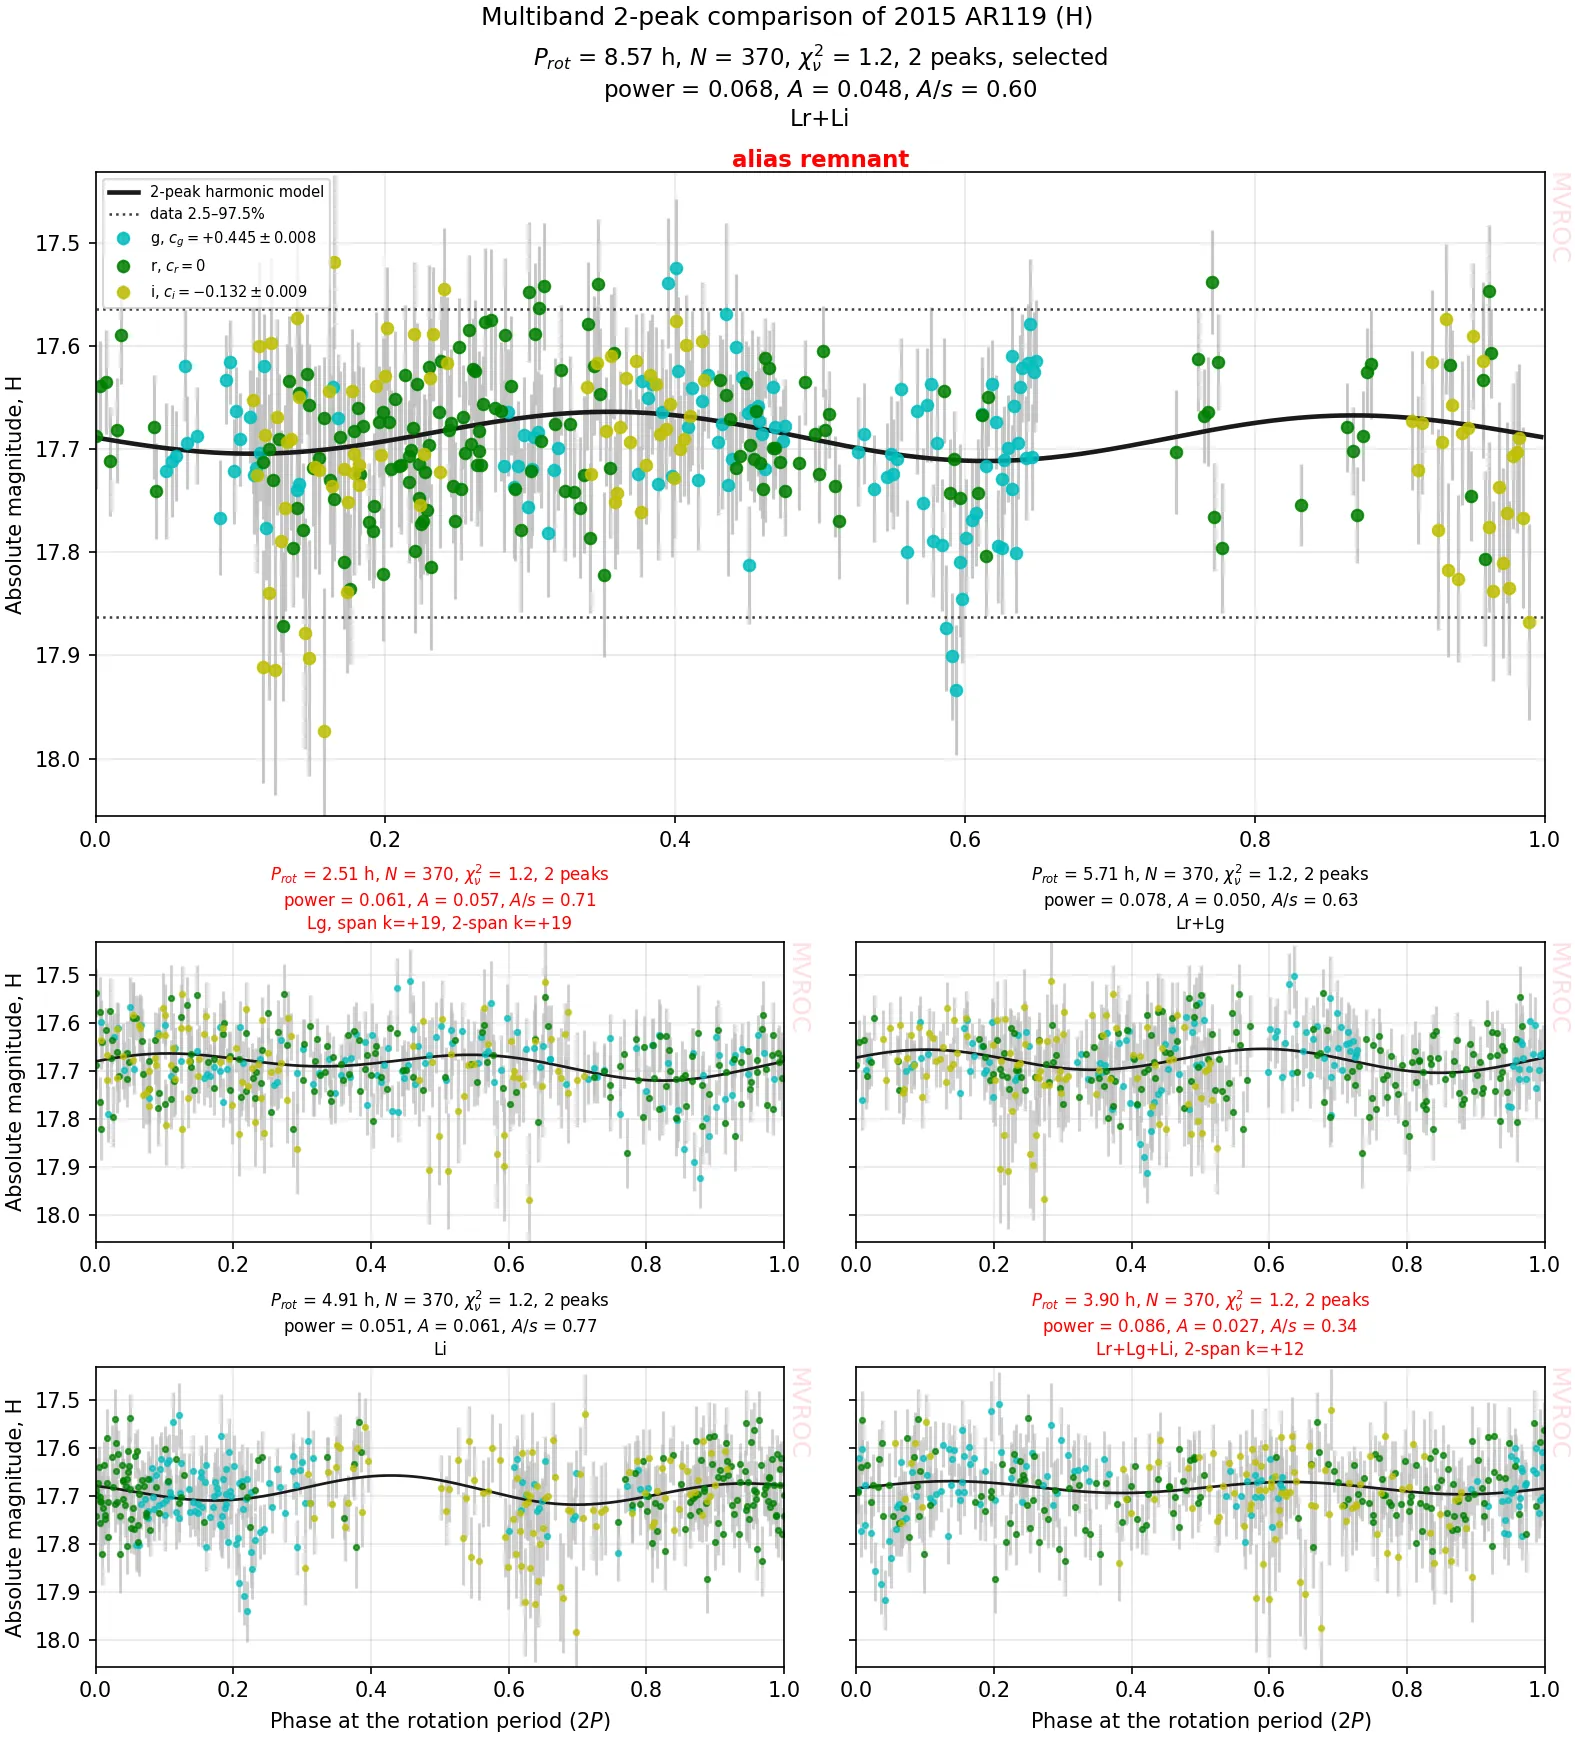 Multiband 2-peak comparison of 2015 AR119 (H)
P_rot = 8.57 h, N = 370, χ²_ν = 1.2, 2 peaks, selected
power = 0.068, A = 0.048, A/s = 0.60
Lr+Li
alias remnant
2-peak harmonic model
data 2.5–97.5%
g, c_g = +0.445 ± 0.008
r, c_r = 0
i, c_i = −0.132 ± 0.009
Absolute magnitude, H
17.5
17.6
17.7
17.8
17.9
18.0
0.0 0.2 0.4 0.6 0.8 1.0
MVROC
P_rot = 2.51 h, N = 370, χ²_ν = 1.2, 2 peaks
power = 0.061, A = 0.057, A/s = 0.71
Lg, span k=+19, 2-span k=+19
Absolute magnitude, H
17.5
17.6
17.7
17.8
17.9
18.0
0.0 0.2 0.4 0.6 0.8 1.0
MVROC
P_rot = 5.71 h, N = 370, χ²_ν = 1.2, 2 peaks
power = 0.078, A = 0.050, A/s = 0.63
Lr+Lg
0.0 0.2 0.4 0.6 0.8 1.0
MVROC
P_rot = 4.91 h, N = 370, χ²_ν = 1.2, 2 peaks
power = 0.051, A = 0.061, A/s = 0.77
Li
Absolute magnitude, H
17.5
17.6
17.7
17.8
17.9
18.0
0.0 0.2 0.4 0.6 0.8 1.0
Phase at the rotation period (2P)
MVROC
P_rot = 3.90 h, N = 370, χ²_ν = 1.2, 2 peaks
power = 0.086, A = 0.027, A/s = 0.34
Lr+Lg+Li, 2-span k=+12
0.0 0.2 0.4 0.6 0.8 1.0
Phase at the rotation period (2P)
MVROC